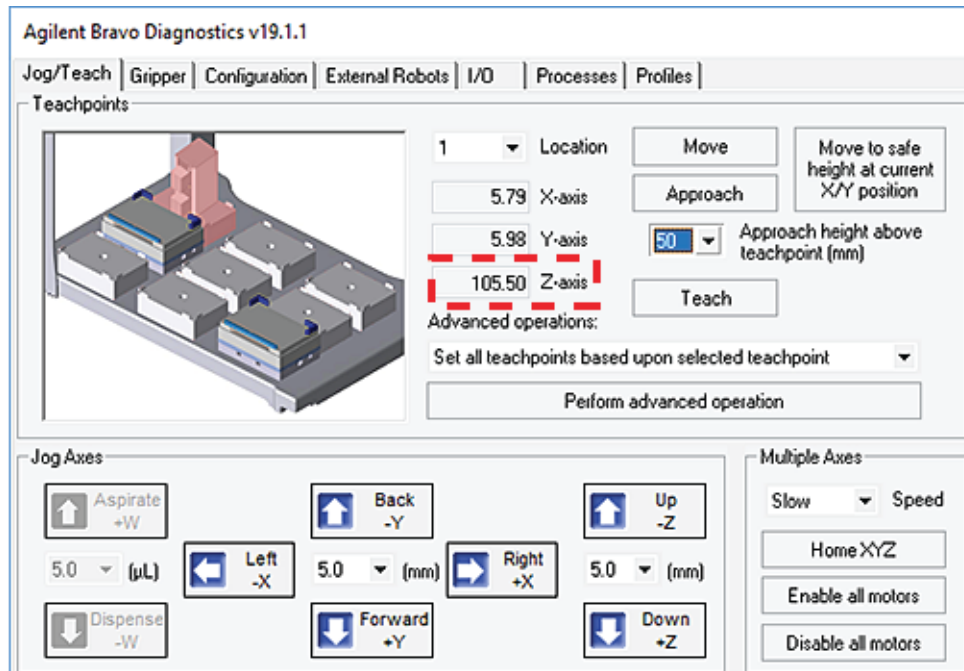 Agilent Bravo Diagnostics v19.1.1
Jog/Teach Gripper Configuration External Robots I/O Processes Profiles
Teachpoints
1 Location
5.79 X-axis
5.98 Y-axis
105.50 Z-axis
Move
Approach
Move to safe
height at current
X/Y position
50 Approach height above
teachpoint (mm)
Teach
Advanced operations:
Set all teachpoints based upon selected teachpoint
Perform advanced operation
Jog Axes
Aspirate
+W
5.0 (µL)
Dispense
-W
Back
-Y
Left
-X
5.0 (mm)
Right
+X
Forward
+Y
Up
-Z
5.0 (mm)
Down
+Z
Multiple Axes
Slow Speed
Home XYZ
Enable all motors
Disable all motors